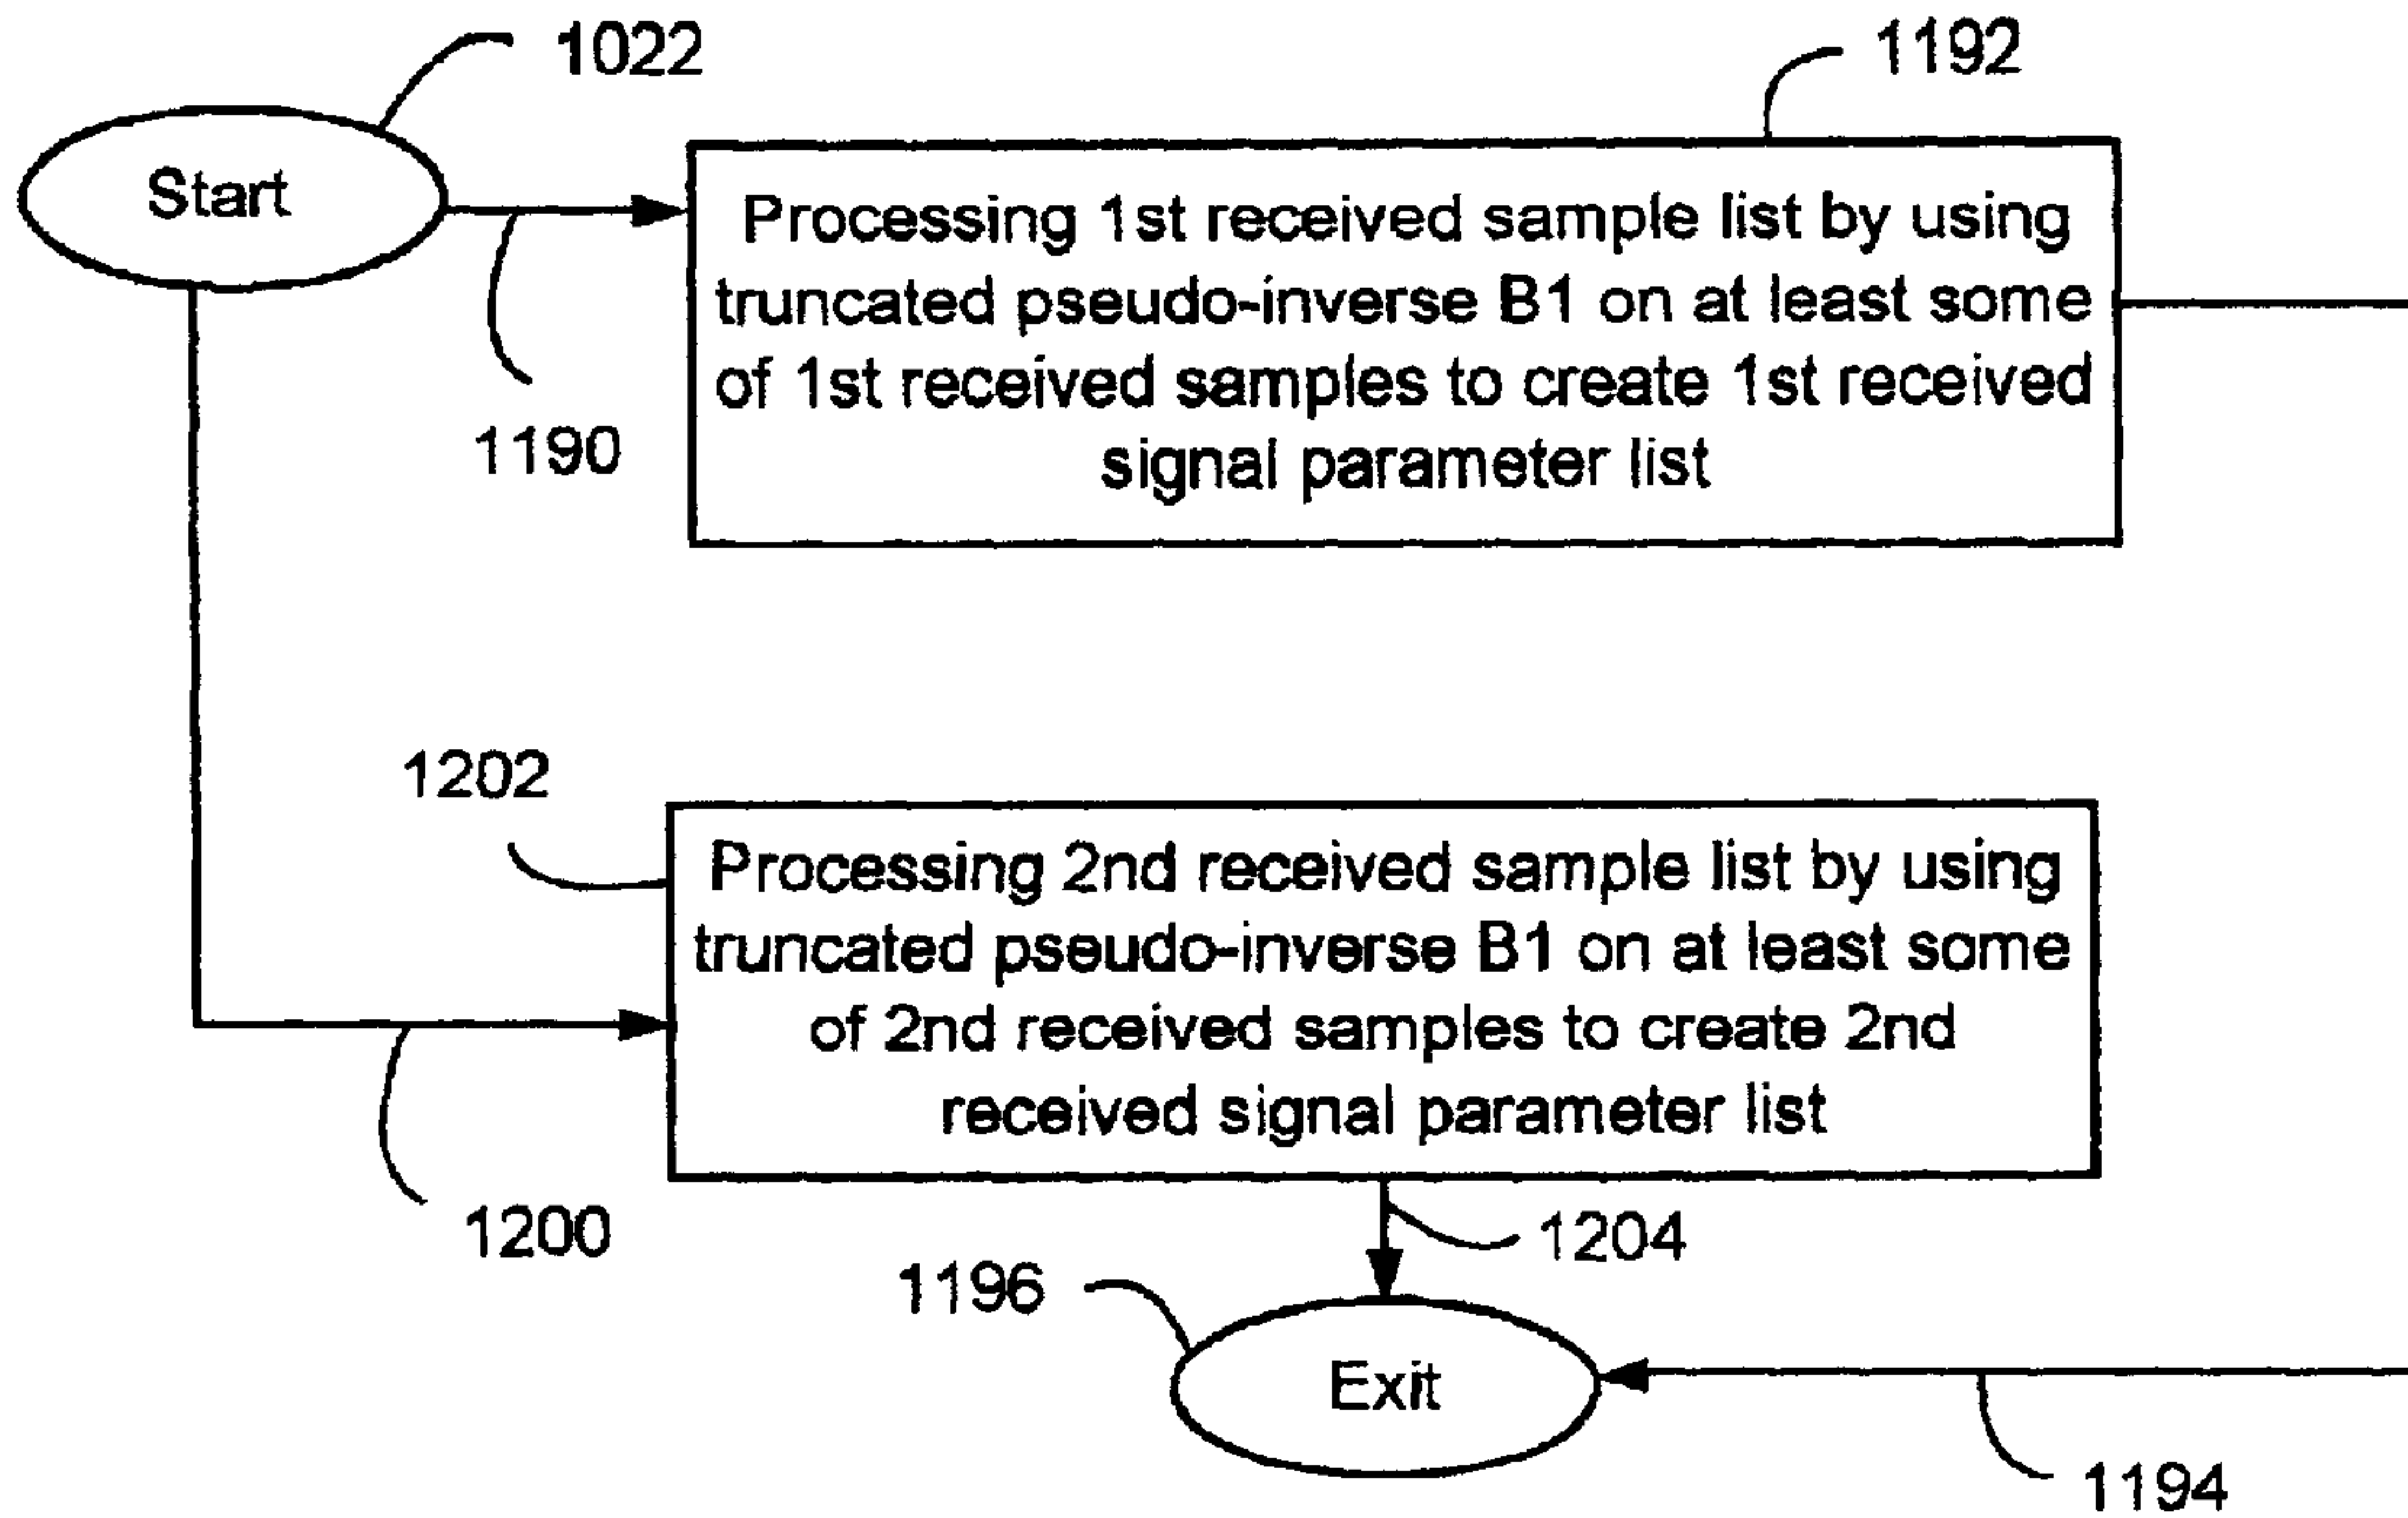 1022
1192
Start
Processing 1st received sample list by using
truncated pseudo-inverse B1 on at least some
of 1st received samples to create 1st received
signal parameter list
1190
1202
Processing 2nd received sample list by using
truncated pseudo-inverse B1 on at least some
of 2nd received samples to create 2nd
received signal parameter list
1200
1204
1196
Exit
1194